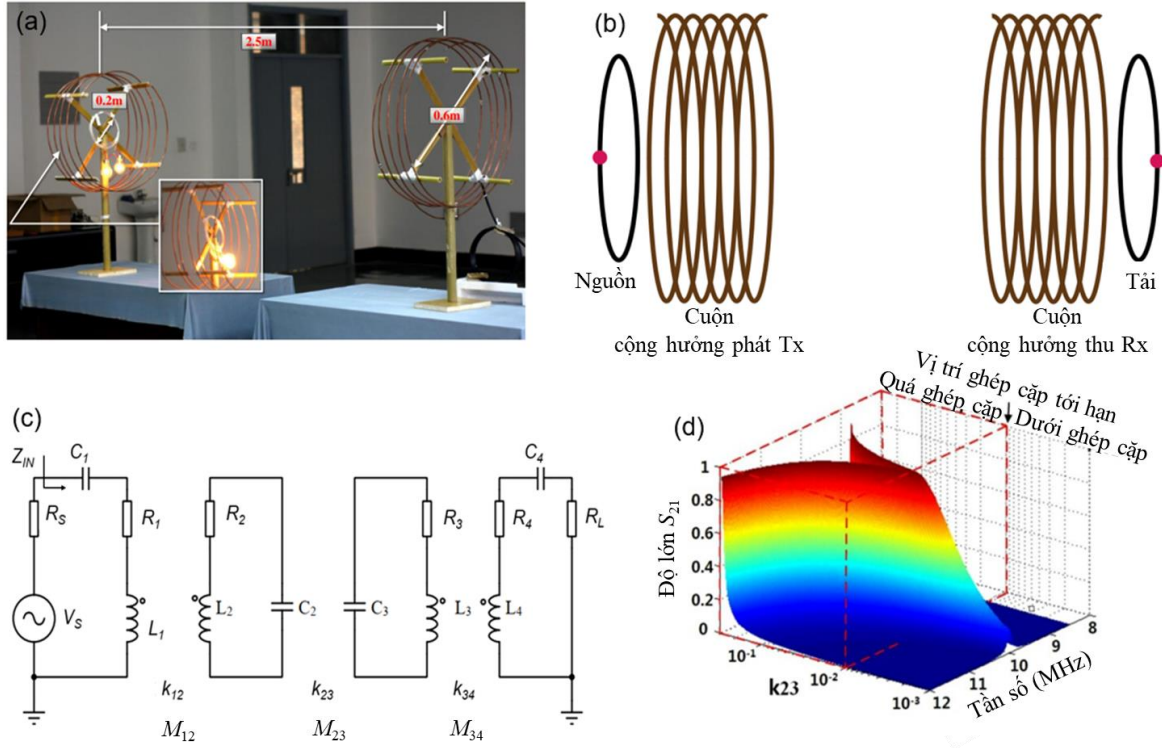 (a)
2.5m
0.2m
0.6m
(b)
Nguồn
Tải
Cuộn
cộng hưởng phát Tx
Cuộn
cộng hưởng thu Rx
(c)
Z_IN
C_1
R_S
R_1
V_S
L_1
R_2
L_2
C_2
C_3
R_3
L_3
C_4
R_4
R_L
L_4
k_12
k_23
k_34
M_12
M_23
M_34
(d)
Vị trí ghép cặp tới hạn
Quá ghép cặp
Dưới ghép cặp
Độ lớn S_21
1
0.8
0.6
0.4
0.2
0
10^-1
10^-2
10^-3
k23
12
11
10
9
8
Tần số (MHz)